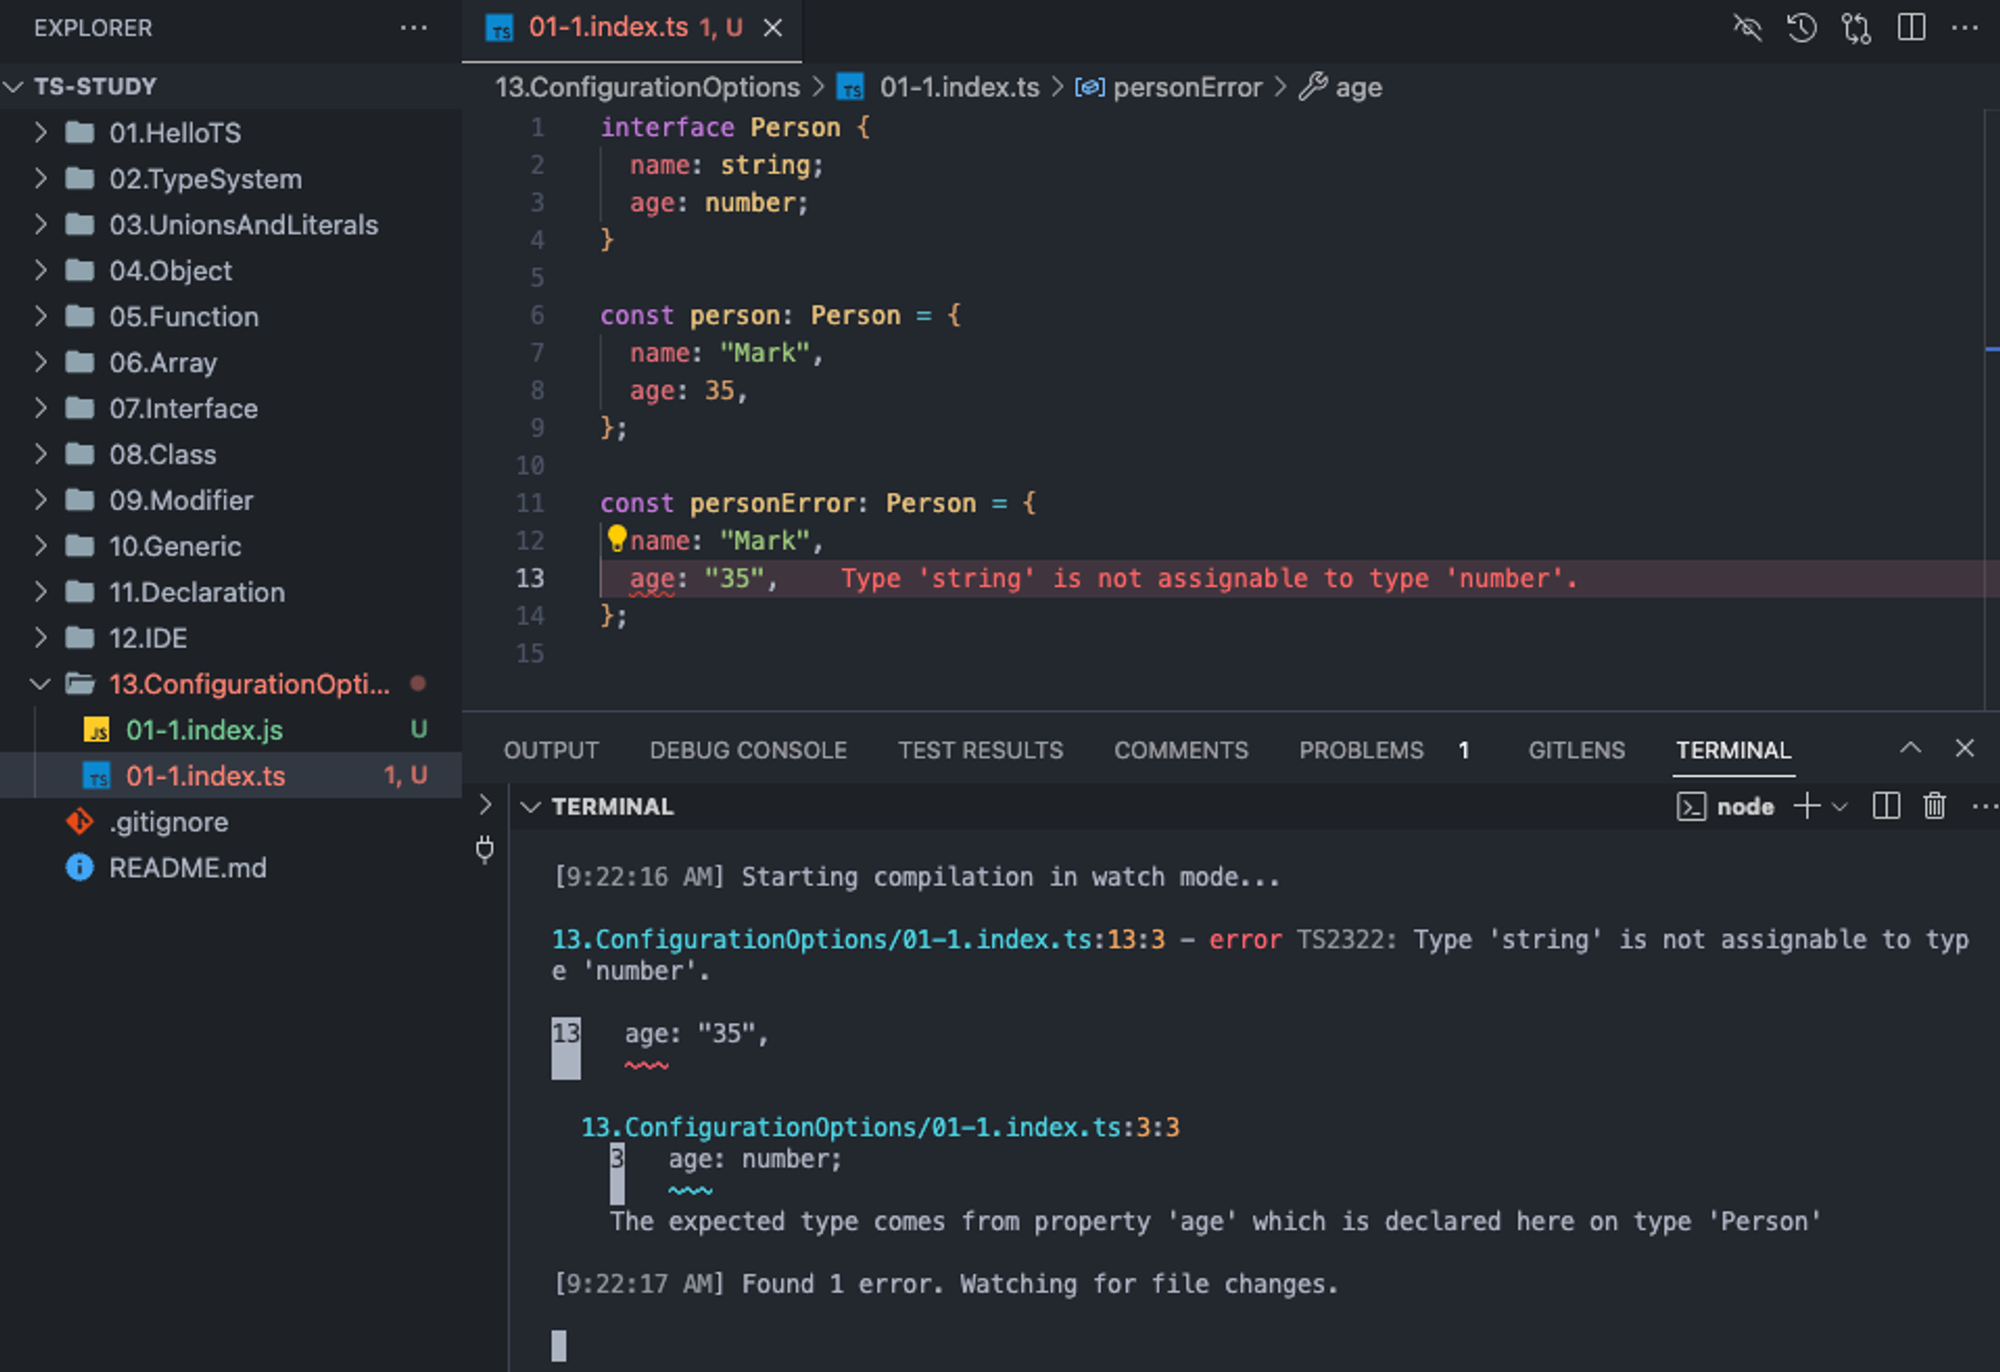 EXPLORER
TS-STUDY
01.HelloTS
02.TypeSystem
03.UnionsAndLiterals
04.Object
05.Function
06.Array
07.Interface
08.Class
09.Modifier
10.Generic
11.Declaration
12.IDE
13.ConfigurationOpti...
JS 01-1.index.js U
TS 01-1.index.ts 1, U
.gitignore
README.md
TS 01-1.index.ts 1, U
13.ConfigurationOptions > TS 01-1.index.ts > personError > age
1 interface Person {
2 name: string;
3 age: number;
4 }
5
6 const person: Person = {
7 name: "Mark",
8 age: 35,
9 };
10
11 const personError: Person = {
12 name: "Mark",
13 age: "35", Type 'string' is not assignable to type 'number'.
14 };
15
OUTPUT DEBUG CONSOLE TEST RESULTS COMMENTS PROBLEMS 1 GITLENS TERMINAL
TERMINAL node
[9:22:16 AM] Starting compilation in watch mode...
13.ConfigurationOptions/01-1.index.ts:13:3 - error TS2322: Type 'string' is not assignable to typ
e 'number'.
13 age: "35",
~~~
13.ConfigurationOptions/01-1.index.ts:3:3
3 age: number;
~~~
The expected type comes from property 'age' which is declared here on type 'Person'
[9:22:17 AM] Found 1 error. Watching for file changes.